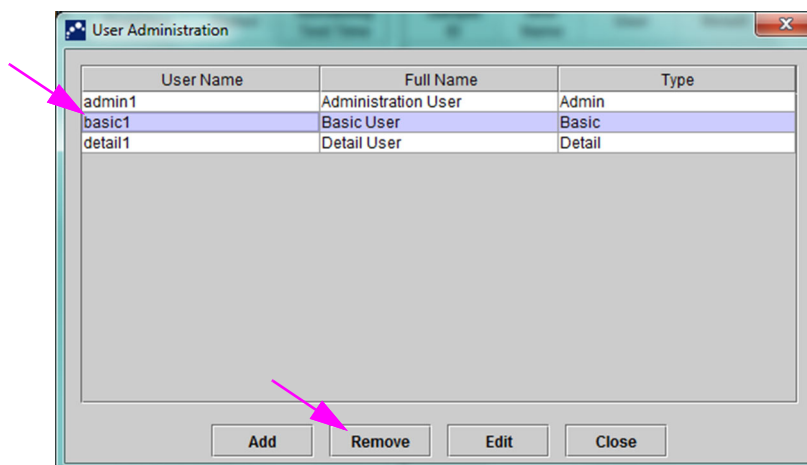 User Administration
User Name Full Name Type
admin1 Administration User Admin
basic1 Basic User Basic
detail1 Detail User Detail
Add Remove Edit Close